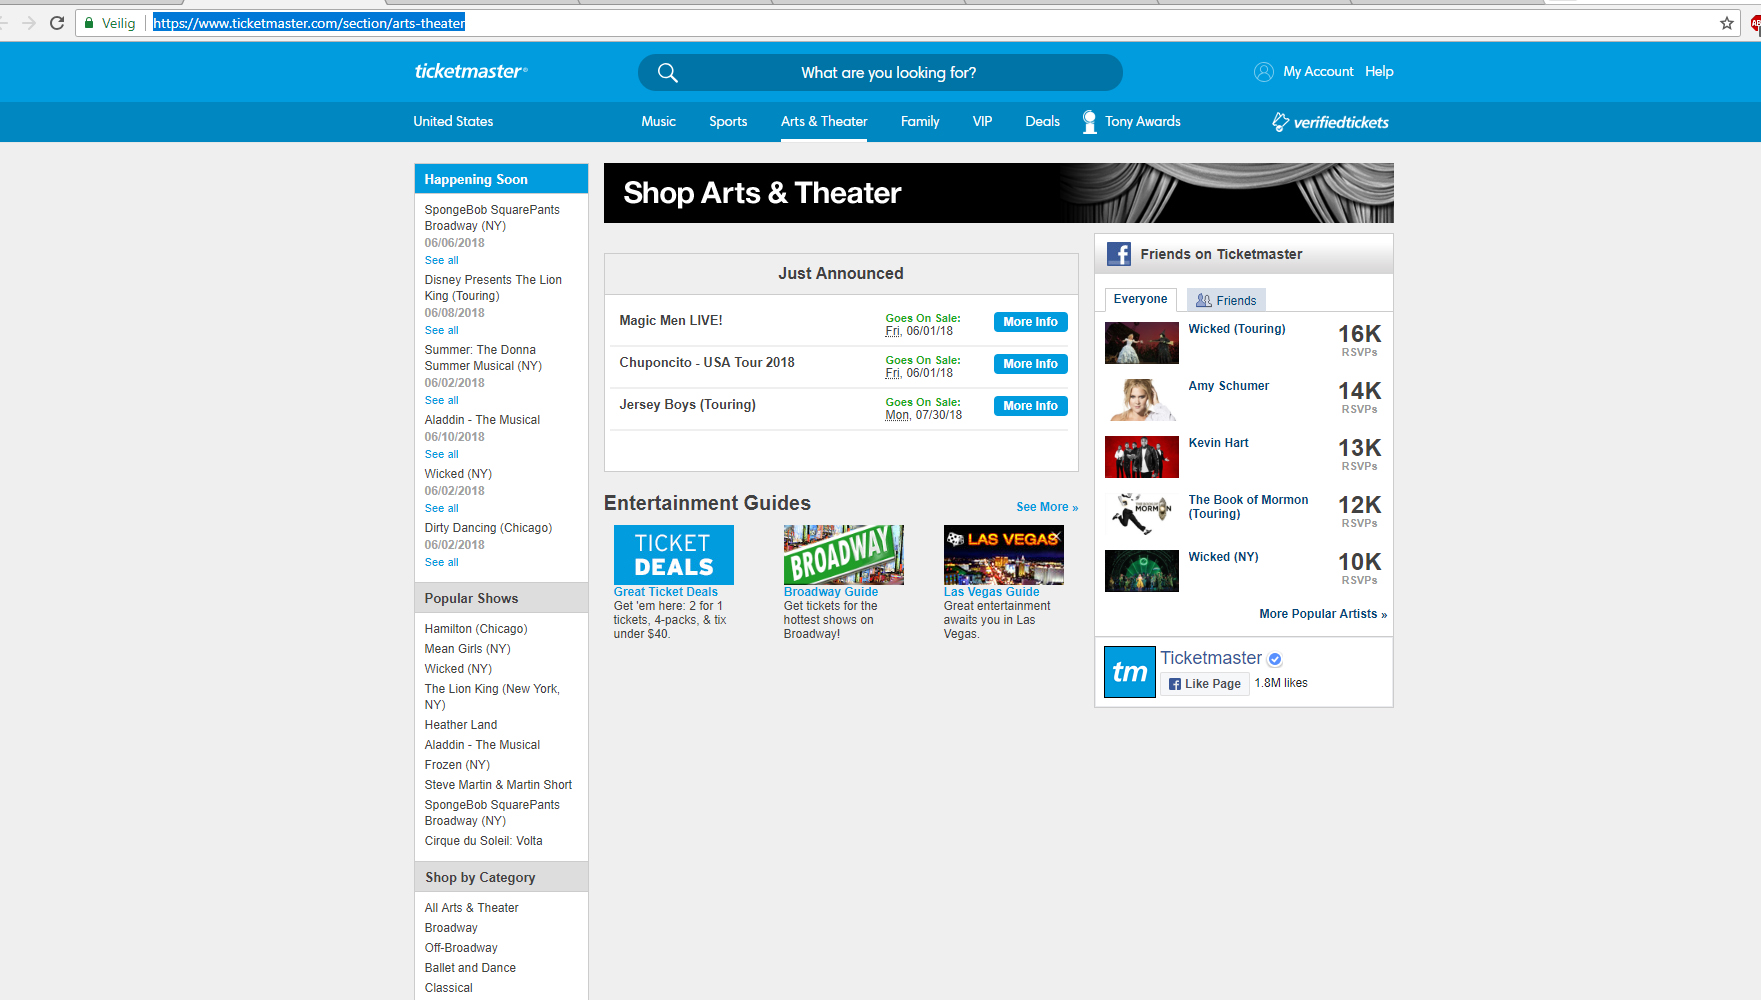 Veilig
https://www.ticketmaster.com/section/arts-theater
ticketmaster®
What are you looking for?
My Account
Help
United States
Music
Sports
Arts & Theater
Family
VIP
Deals
Tony Awards
verifiedtickets
Happening Soon
SpongeBob SquarePants
Broadway (NY)
06/06/2018
See all
Disney Presents The Lion
King (Touring)
06/08/2018
See all
Summer: The Donna
Summer Musical (NY)
06/02/2018
See all
Aladdin - The Musical
06/10/2018
See all
Wicked (NY)
06/02/2018
See all
Dirty Dancing (Chicago)
06/02/2018
See all
Popular Shows
Hamilton (Chicago)
Mean Girls (NY)
Wicked (NY)
The Lion King (New York,
NY)
Heather Land
Aladdin - The Musical
Frozen (NY)
Steve Martin & Martin Short
SpongeBob SquarePants
Broadway (NY)
Cirque du Soleil: Volta
Shop by Category
All Arts & Theater
Broadway
Off-Broadway
Ballet and Dance
Classical
Shop Arts & Theater
Just Announced
Magic Men LIVE!
Goes On Sale:
Fri, 06/01/18
More Info
Chuponcito - USA Tour 2018
Goes On Sale:
Fri, 06/01/18
More Info
Jersey Boys (Touring)
Goes On Sale:
Mon, 07/30/18
More Info
Entertainment Guides
See More »
TICKET
DEALS
Great Ticket Deals
Get 'em here: 2 for 1
tickets, 4-packs, & tix
under $40.
BROADWAY
Broadway Guide
Get tickets for the
hottest shows on
Broadway!
LAS VEGAS
Las Vegas Guide
Great entertainment
awaits you in Las
Vegas.
Friends on Ticketmaster
Everyone
Friends
Wicked (Touring)
16K
RSVPs
Amy Schumer
14K
RSVPs
Kevin Hart
13K
RSVPs
MORMON
The Book of Mormon
(Touring)
12K
RSVPs
Wicked (NY)
10K
RSVPs
More Popular Artists »
tm
Ticketmaster
Like Page
1.8M likes